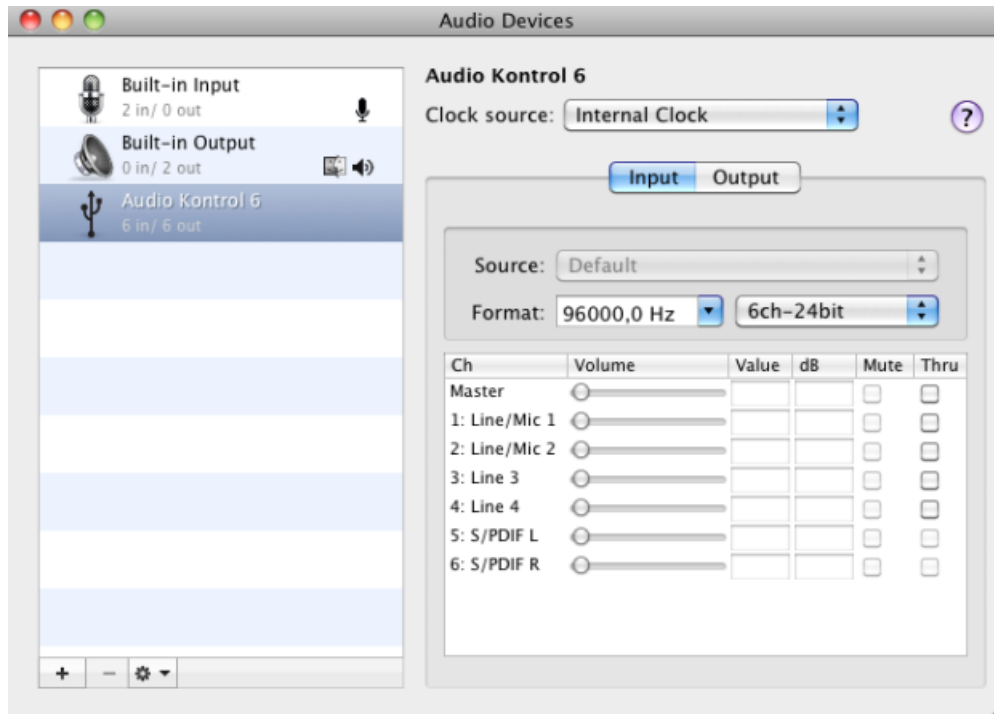 Audio Devices
Built-in Input
2 in/ 0 out
Built-in Output
0 in/ 2 out
Audio Kontrol 6
6 in/ 6 out
Audio Kontrol 6
Clock source: Internal Clock
?
Input Output
Source: Default
Format: 96000,0 Hz 6ch-24bit
Ch Volume Value dB Mute Thru
Master
1: Line/Mic 1
2: Line/Mic 2
3: Line 3
4: Line 4
5: S/PDIF L
6: S/PDIF R